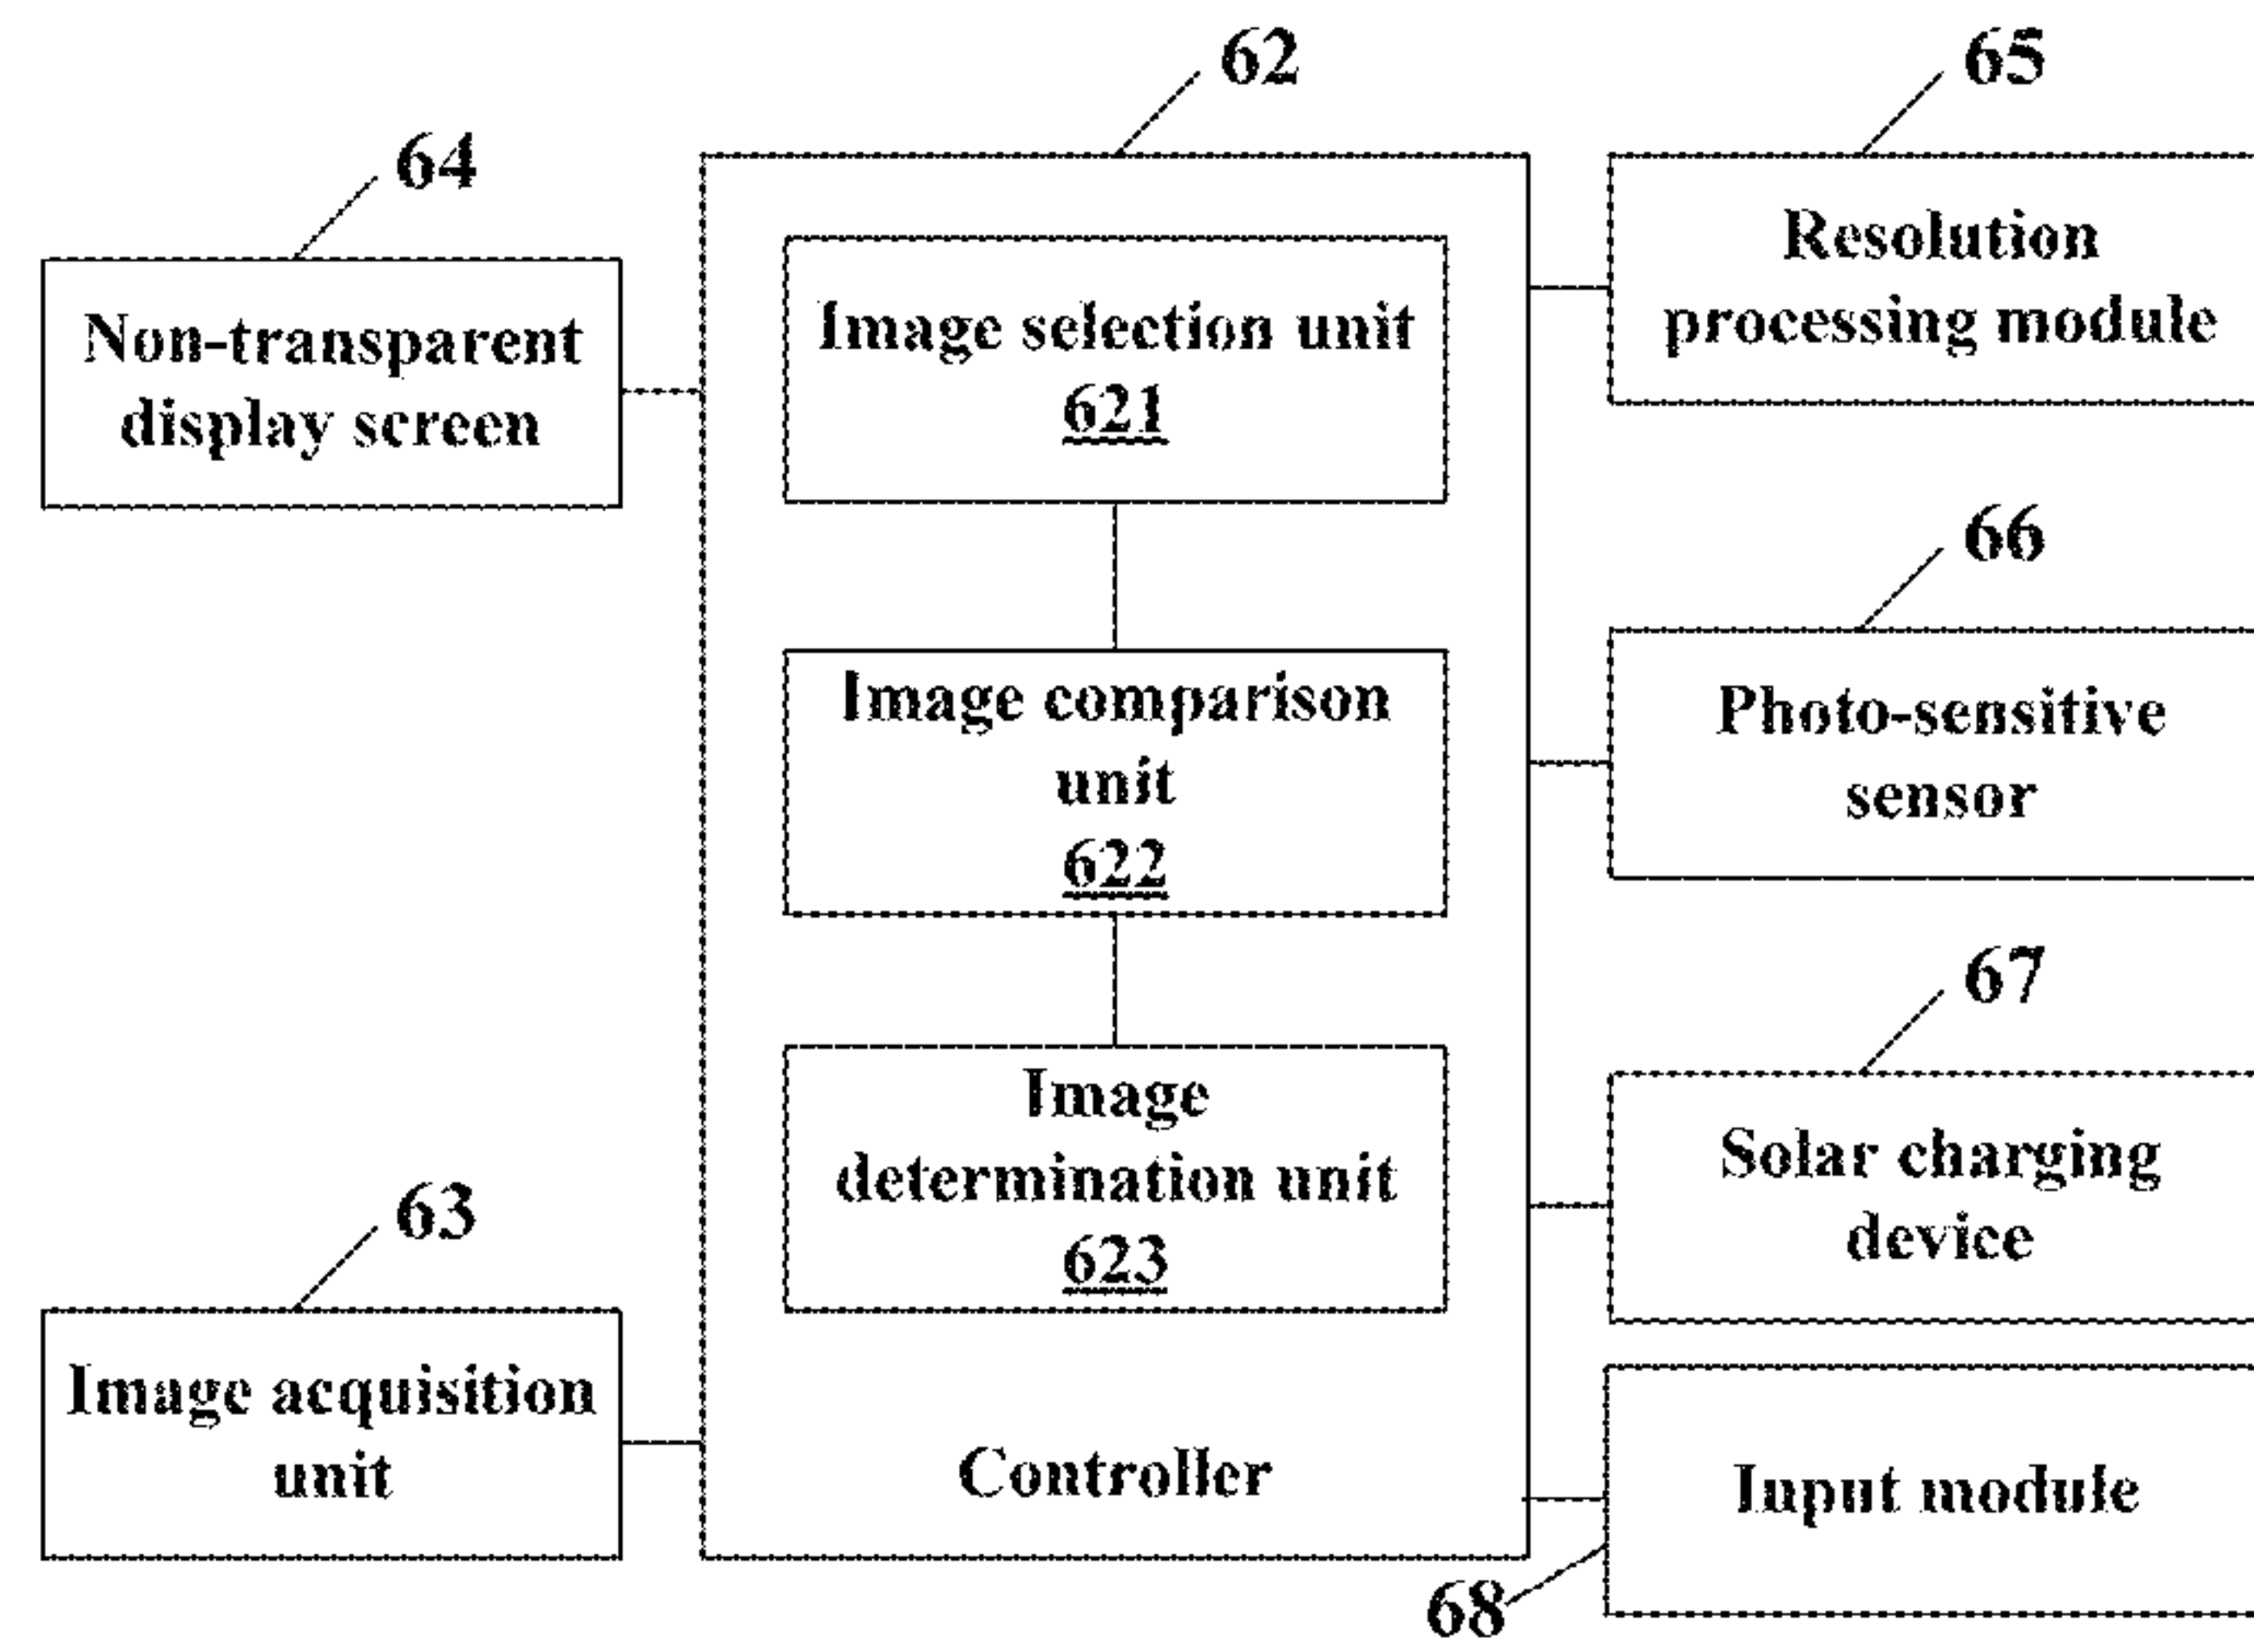 62
65
64
Resolution
processing module
Non-transparent
display screen
Image selection unit
621
66
Photo-sensitive
sensor
Image comparison
unit
622
67
Solar charging
device
Image
determination unit
623
63
Image acquisition
unit
Controller
Input module
68